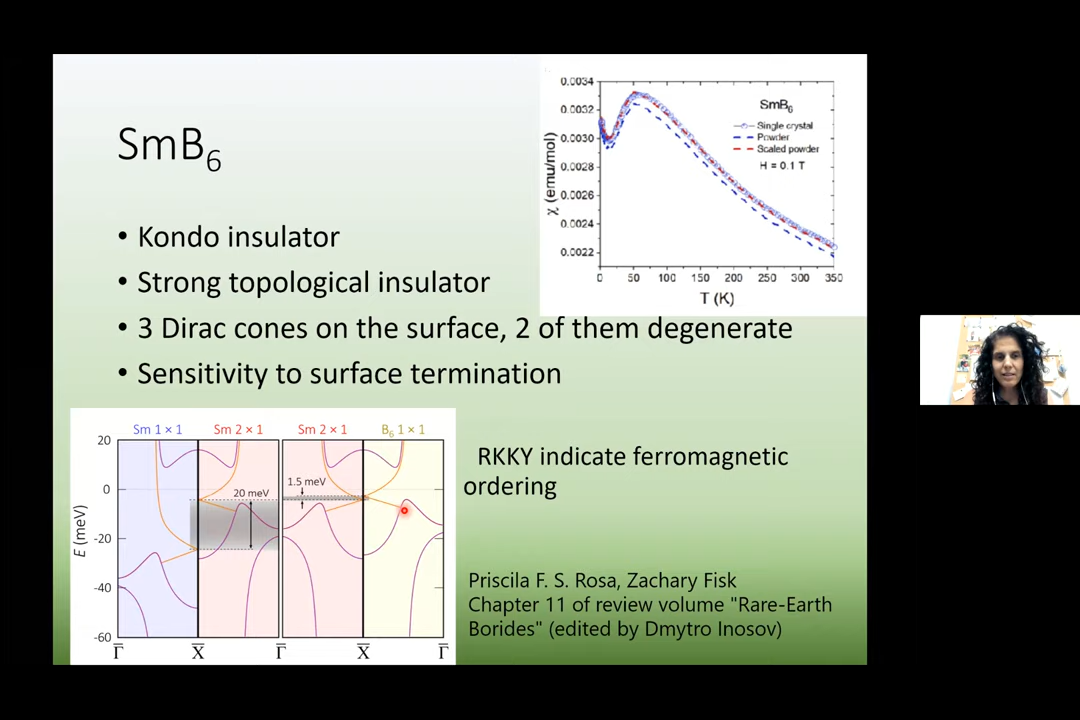 SmB6
• Kondo insulator
• Strong topological insulator
• 3 Dirac cones on the surface, 2 of them degenerate
• Sensitivity to surface termination
0.0034
0.0032
0.0030
0.0028
0.0026
0.0024
0.0022
χ (emu/mol)
SmB6
Single crystal
Powder
Scaled powder
H = 0.1 T
0 50 100 150 200 250 300 350
T (K)
Sm 1 × 1 Sm 2 × 1 Sm 2 × 1 B6 1 × 1
20
0
-20
-40
-60
E (meV)
20 meV
1.5 meV
Γ̅ X̅ Γ̅ X̅ Γ̅
RKKY indicate ferromagnetic
ordering
Priscila F. S. Rosa, Zachary Fisk
Chapter 11 of review volume "Rare-Earth
Borides" (edited by Dmytro Inosov)